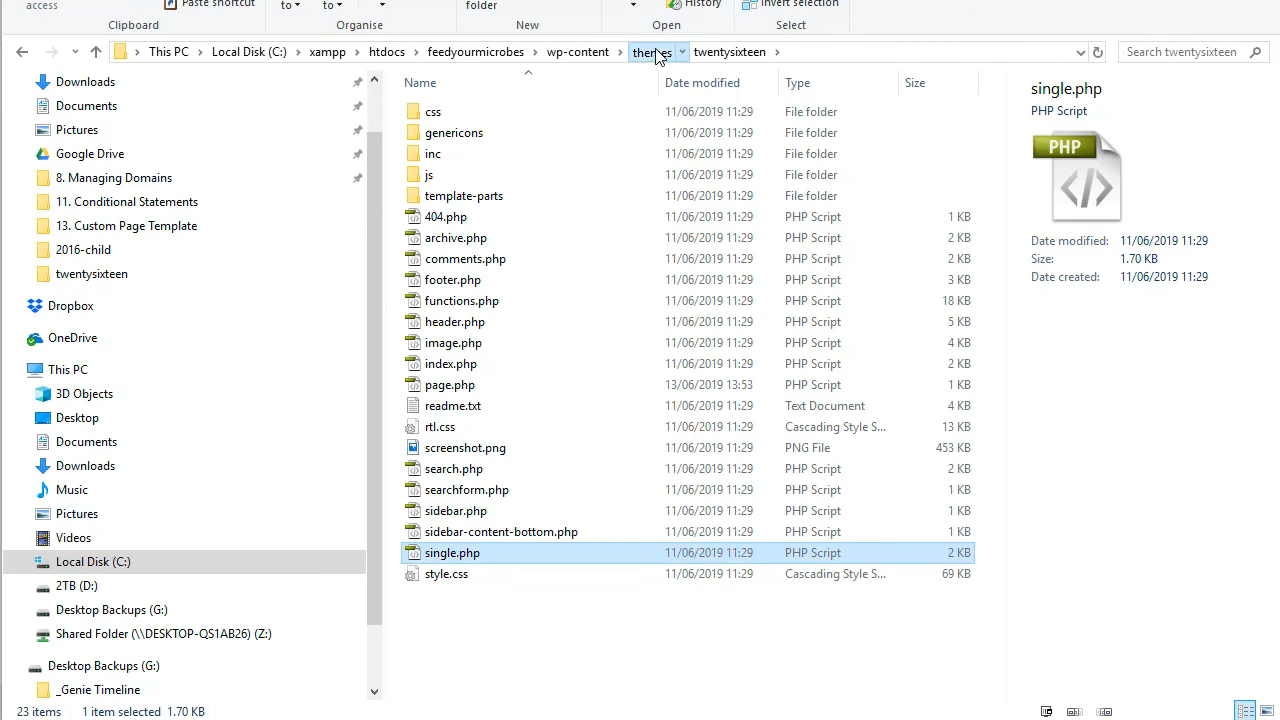 access
Paste shortcut
to
to
folder
History
Invert selection
Clipboard
Organise
New
Open
Select
This PC
Local Disk (C:)
xampp
htdocs
feedyourmicrobes
wp-content
themes
twentysixteen
Search twentysixteen
Name
Date modified
Type
Size
Downloads
Documents
Pictures
Google Drive
8. Managing Domains
11. Conditional Statements
13. Custom Page Template
2016-child
twentysixteen
Dropbox
OneDrive
This PC
3D Objects
Desktop
Documents
Downloads
Music
Pictures
Videos
Local Disk (C:)
2TB (D:)
Desktop Backups (G:)
Shared Folder (\\DESKTOP-QS1AB26) (Z:)
Desktop Backups (G:)
_Genie Timeline
css 11/06/2019 11:29 File folder
genericons 11/06/2019 11:29 File folder
inc 11/06/2019 11:29 File folder
js 11/06/2019 11:29 File folder
template-parts 11/06/2019 11:29 File folder
404.php 11/06/2019 11:29 PHP Script 1 KB
archive.php 11/06/2019 11:29 PHP Script 2 KB
comments.php 11/06/2019 11:29 PHP Script 2 KB
footer.php 11/06/2019 11:29 PHP Script 3 KB
functions.php 11/06/2019 11:29 PHP Script 18 KB
header.php 11/06/2019 11:29 PHP Script 5 KB
image.php 11/06/2019 11:29 PHP Script 4 KB
index.php 11/06/2019 11:29 PHP Script 2 KB
page.php 13/06/2019 13:53 PHP Script 1 KB
readme.txt 11/06/2019 11:29 Text Document 4 KB
rtl.css 11/06/2019 11:29 Cascading Style S... 13 KB
screenshot.png 11/06/2019 11:29 PNG File 453 KB
search.php 11/06/2019 11:29 PHP Script 2 KB
searchform.php 11/06/2019 11:29 PHP Script 1 KB
sidebar.php 11/06/2019 11:29 PHP Script 1 KB
sidebar-content-bottom.php 11/06/2019 11:29 PHP Script 1 KB
single.php 11/06/2019 11:29 PHP Script 2 KB
style.css 11/06/2019 11:29 Cascading Style S... 69 KB
single.php
PHP Script
PHP
Date modified: 11/06/2019 11:29
Size: 1.70 KB
Date created: 11/06/2019 11:29
23 items 1 item selected 1.70 KB